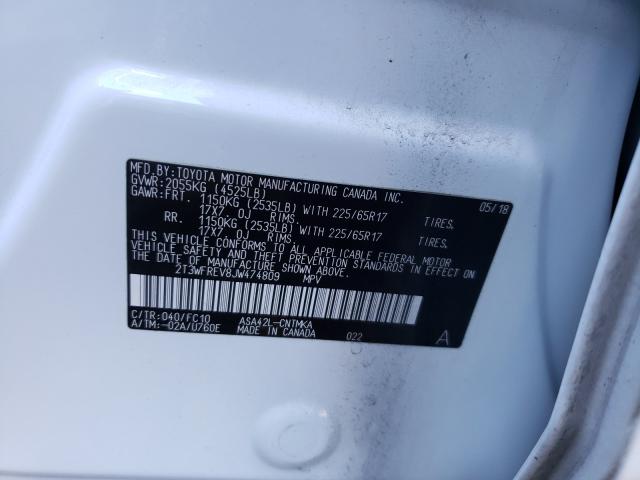 MFD.BY:TOYOTA MOTOR MANUFACTURING CANADA INC. 05/18
GVWR:2055KG (4525LB)
GAWR:FRT. 1150KG (2535LB) WITH 225/65R17 TIRES.
17X7.0J RIMS.
RR. 1150KG (2535LB) WITH 225/65R17 TIRES.
17X7.0J RIMS.
THIS VEHICLE CONFORMS TO ALL APPLICABLE FEDERAL MOTOR
VEHICLE SAFETY AND THEFT PREVENTION STANDARDS IN EFFECT ON
THE DATE OF MANUFACTURE SHOWN ABOVE.
2T3WFREV8JW474809 MPV
C/TR:040/FC10 ASA42L-CNTMKA
A/TM:-02A/U760E MADE IN CANADA 022 A